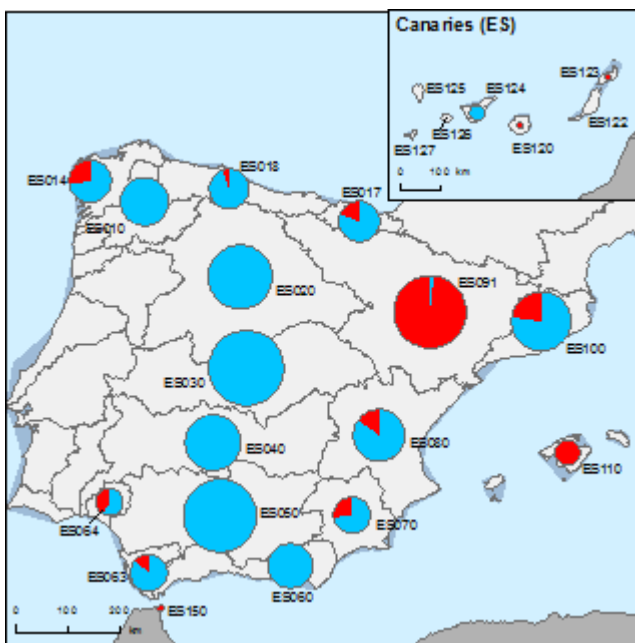 Canaries (ES)
ES123
ES125
ES124
ES126
ES122
ES127
ES120
0 100 km
ES018
ES014
ES017
ES010
ES091
ES020
ES100
ES030
ES080
ES040
ES110
ES050
ES064
ES070
ES063
ES060
ES150
0 100 200
km